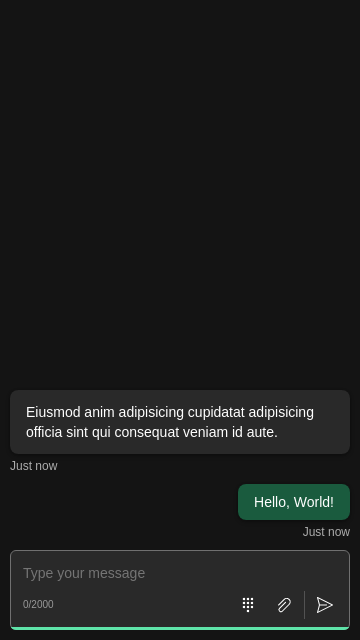 Eiusmod anim adipisicing cupidatat adipisicing
officia sint qui consequat veniam id aute.
Just now
Hello, World!
Just now
Type your message
0/2000